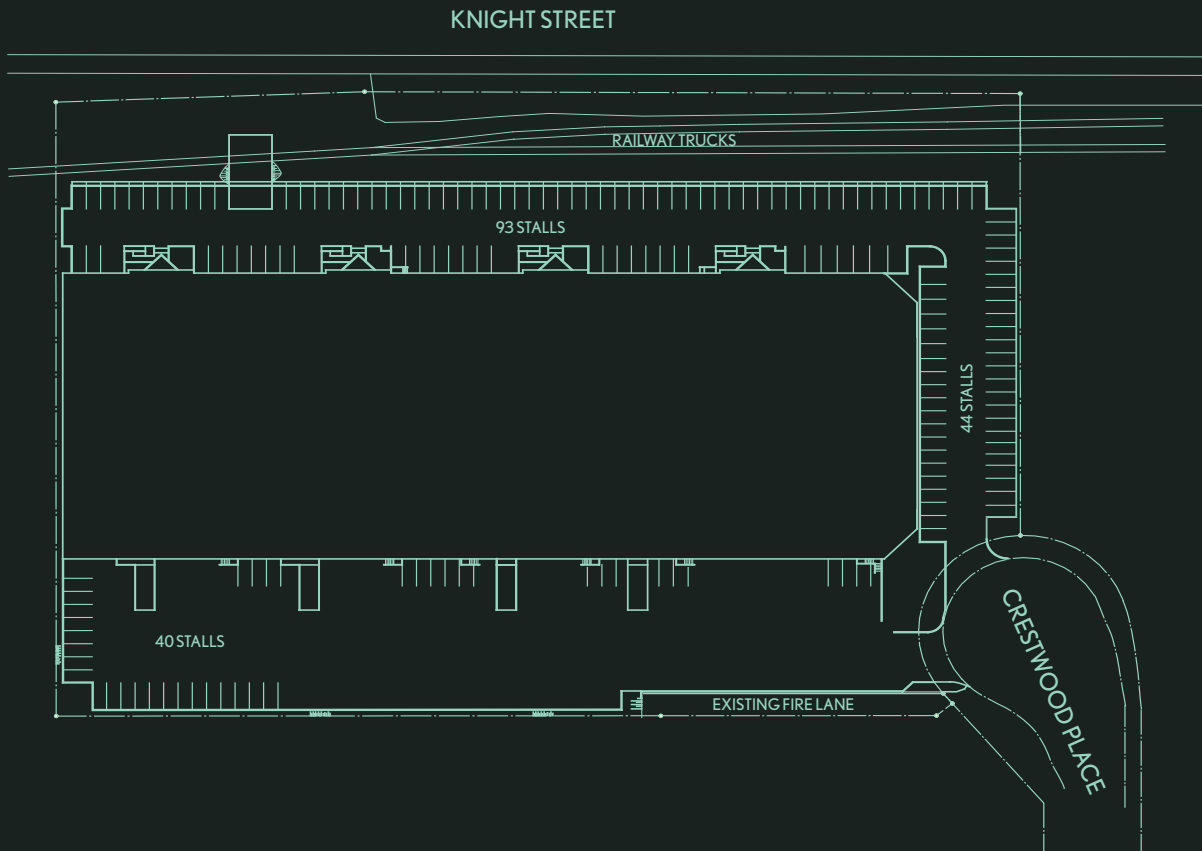 KNIGHT STREET
RAILWAY TRUCKS
93 STALLS
44 STALLS
40 STALLS
EXISTING FIRE LANE
CRESTWOOD PLACE